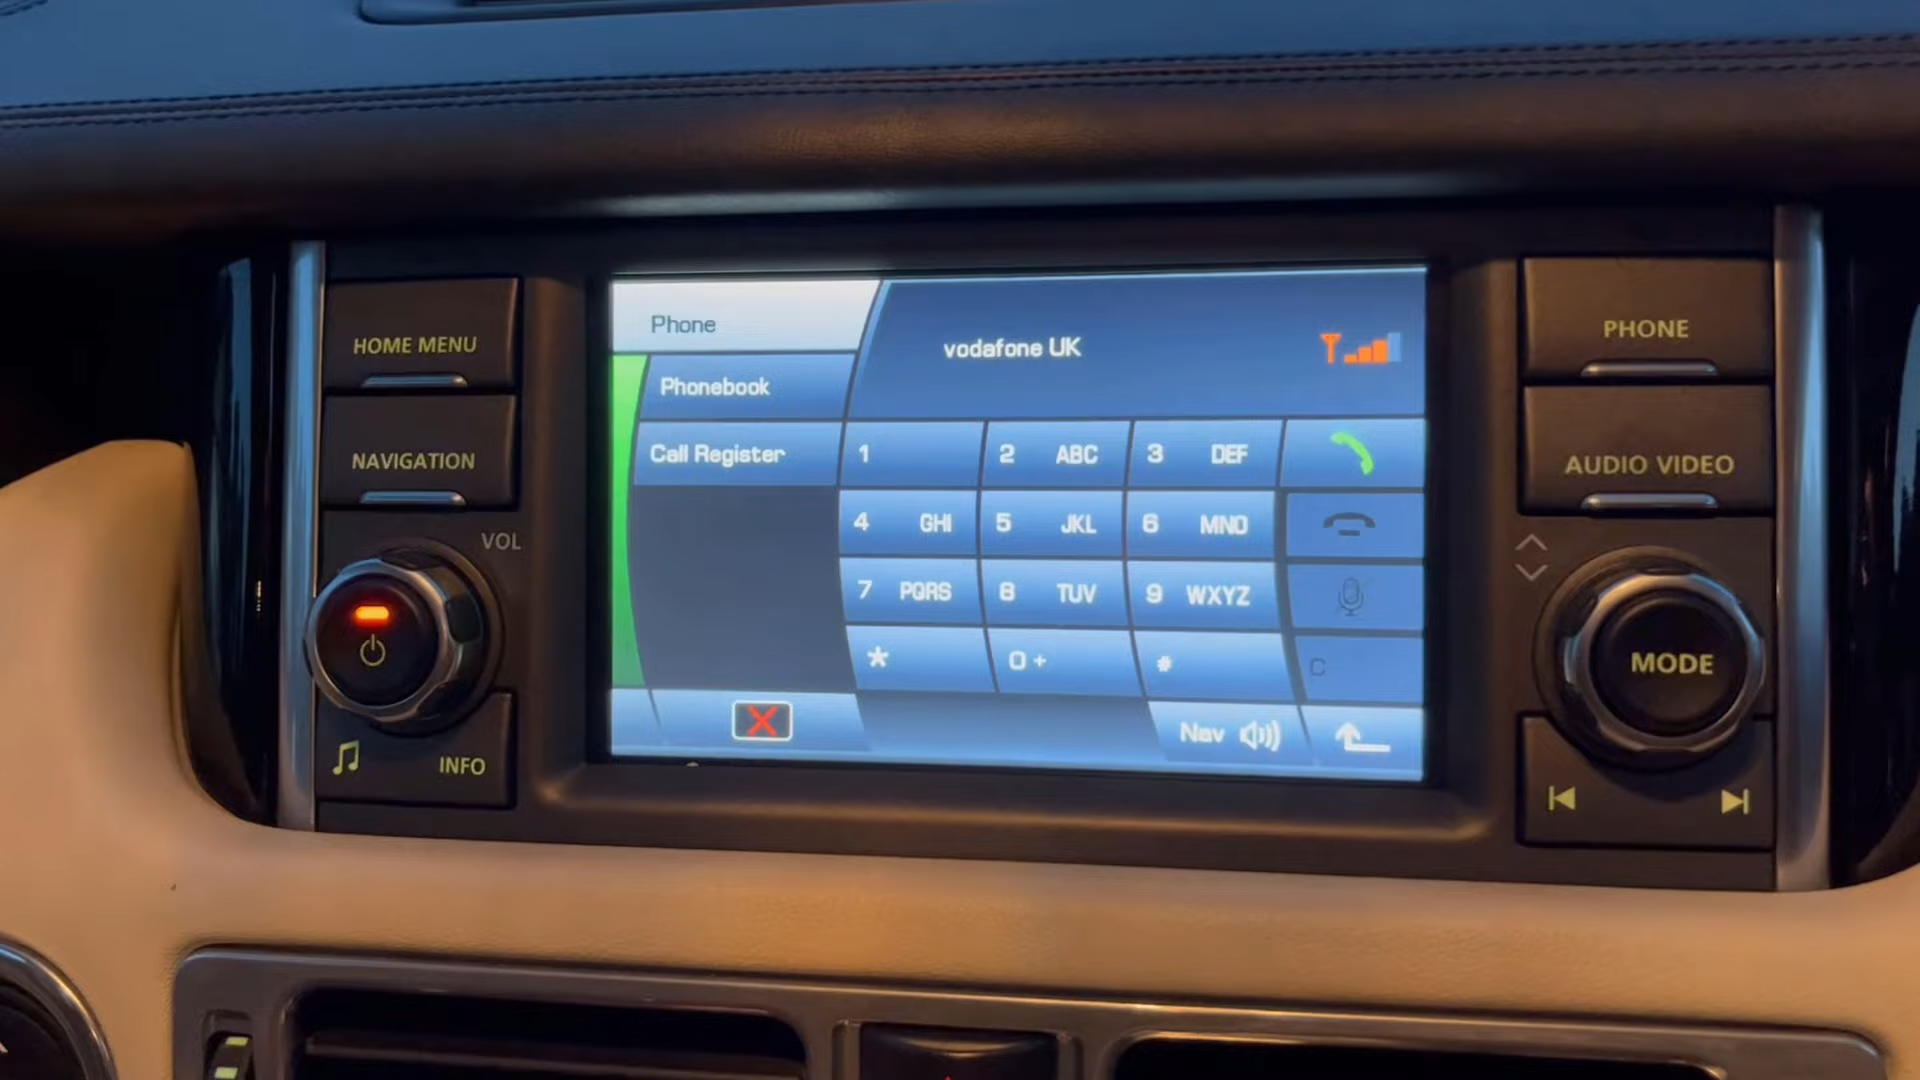 HOME MENU
NAVIGATION
VOL
INFO
Phone
Phonebook
Call Register
vodafone UK
1
2 ABC
3 DEF
4 GHI
5 JKL
6 MNO
7 PQRS
8 TUV
9 WXYZ
*
0 +
#
C
Nav
PHONE
AUDIO VIDEO
MODE